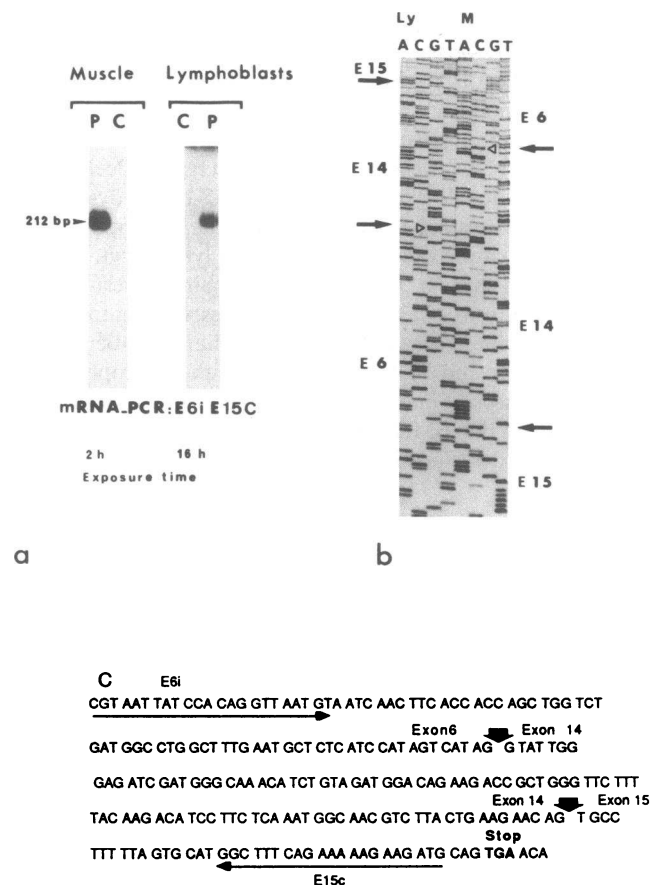 Muscle Lymphoblasts
P C C P
212 bp
mRNA-PCR: E6i E15C
2 h 16 h
Exposure time
a
Ly M
A C G T A C G T
E 15
E 6
E 14
E 14
E 6
E 15
b
C E6i
CGT AAT TAT CCA CAG GTT AAT GTA ATC AAC TTC ACC ACC AGC TGG TCT
Exon6 Exon 14
GAT GGC CTG GCT TTG AAT GCT CTC ATC CAT AGT CAT AG G TAT TGG
GAG ATC GAT GGG CAA ACA TCT GTA GAT GGA CAG AAG ACC GCT GGG TTC TTT
Exon 14 Exon 15
TAC AAG ACA TCC TTC TCA AAT GGC AAC GTC TTA CTG AAG AAC AG T GCC
Stop
TTT TTA GTG CAT GGC TTT CAG AAA AAG AAG ATG CAG TGA ACA
E15c